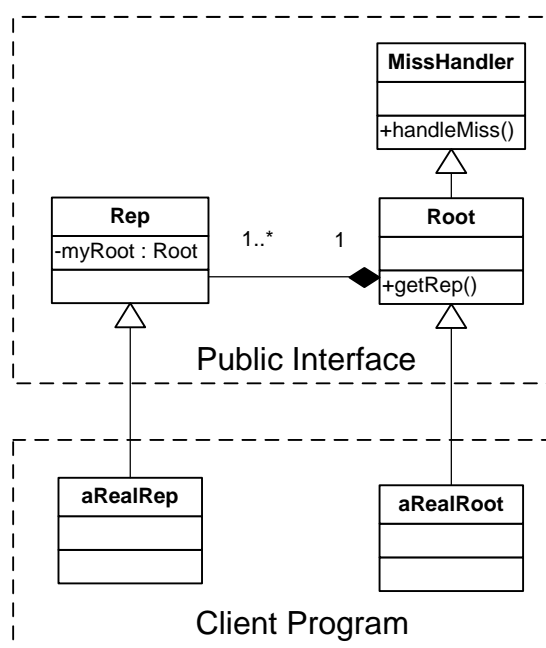 MissHandler
+handleMiss()
Rep
-myRoot : Root
1..*
1
Root
+getRep()
Public Interface
aRealRep
aRealRoot
Client Program